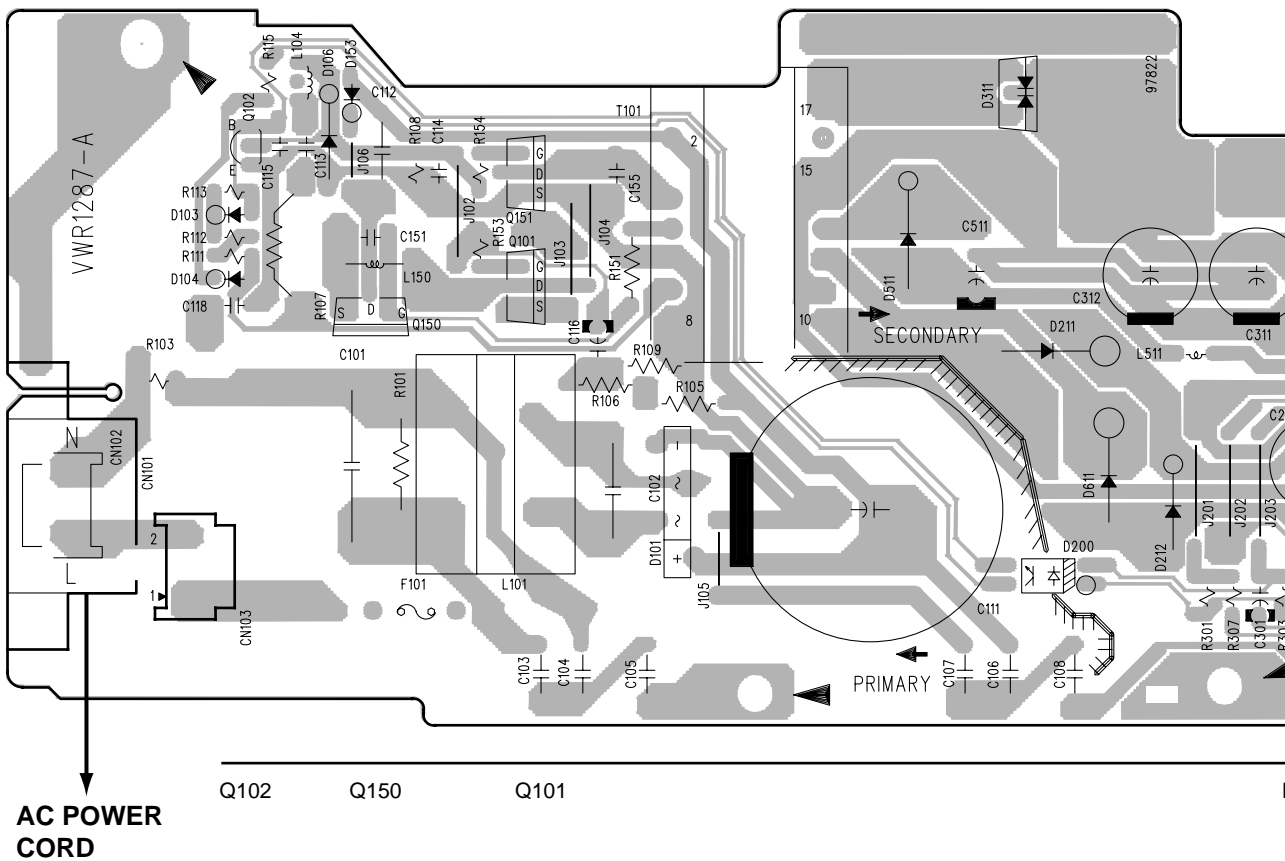 R115
L104
D106
D153
Q102
C112
T101
D311
97822
17
B
E
C115
C113
J106
R108
C114
R154
G
D
S
2
15
VWR1287-A
R113
D103
R112
R111
D104
C118
J102
Q151
C155
C151
L150
R153
Q101
J103
J104
R151
G
D
S
C511
D511
C312
R107
S
D
G
Q150
C116
8
10
SECONDARY
D211
L511
C311
R103
C101
R101
R109
R106
R105
N
CN102
CN101
C2
C102
~
~
-
+
D101
D611
D212
J201
J202
J203
2
L
1
CN103
F101
L101
J105
D200
C111
R301
R307
C301
R303
C103
C104
C105
PRIMARY
C107
C106
C108
Q102
Q150
Q101
AC POWER
CORD